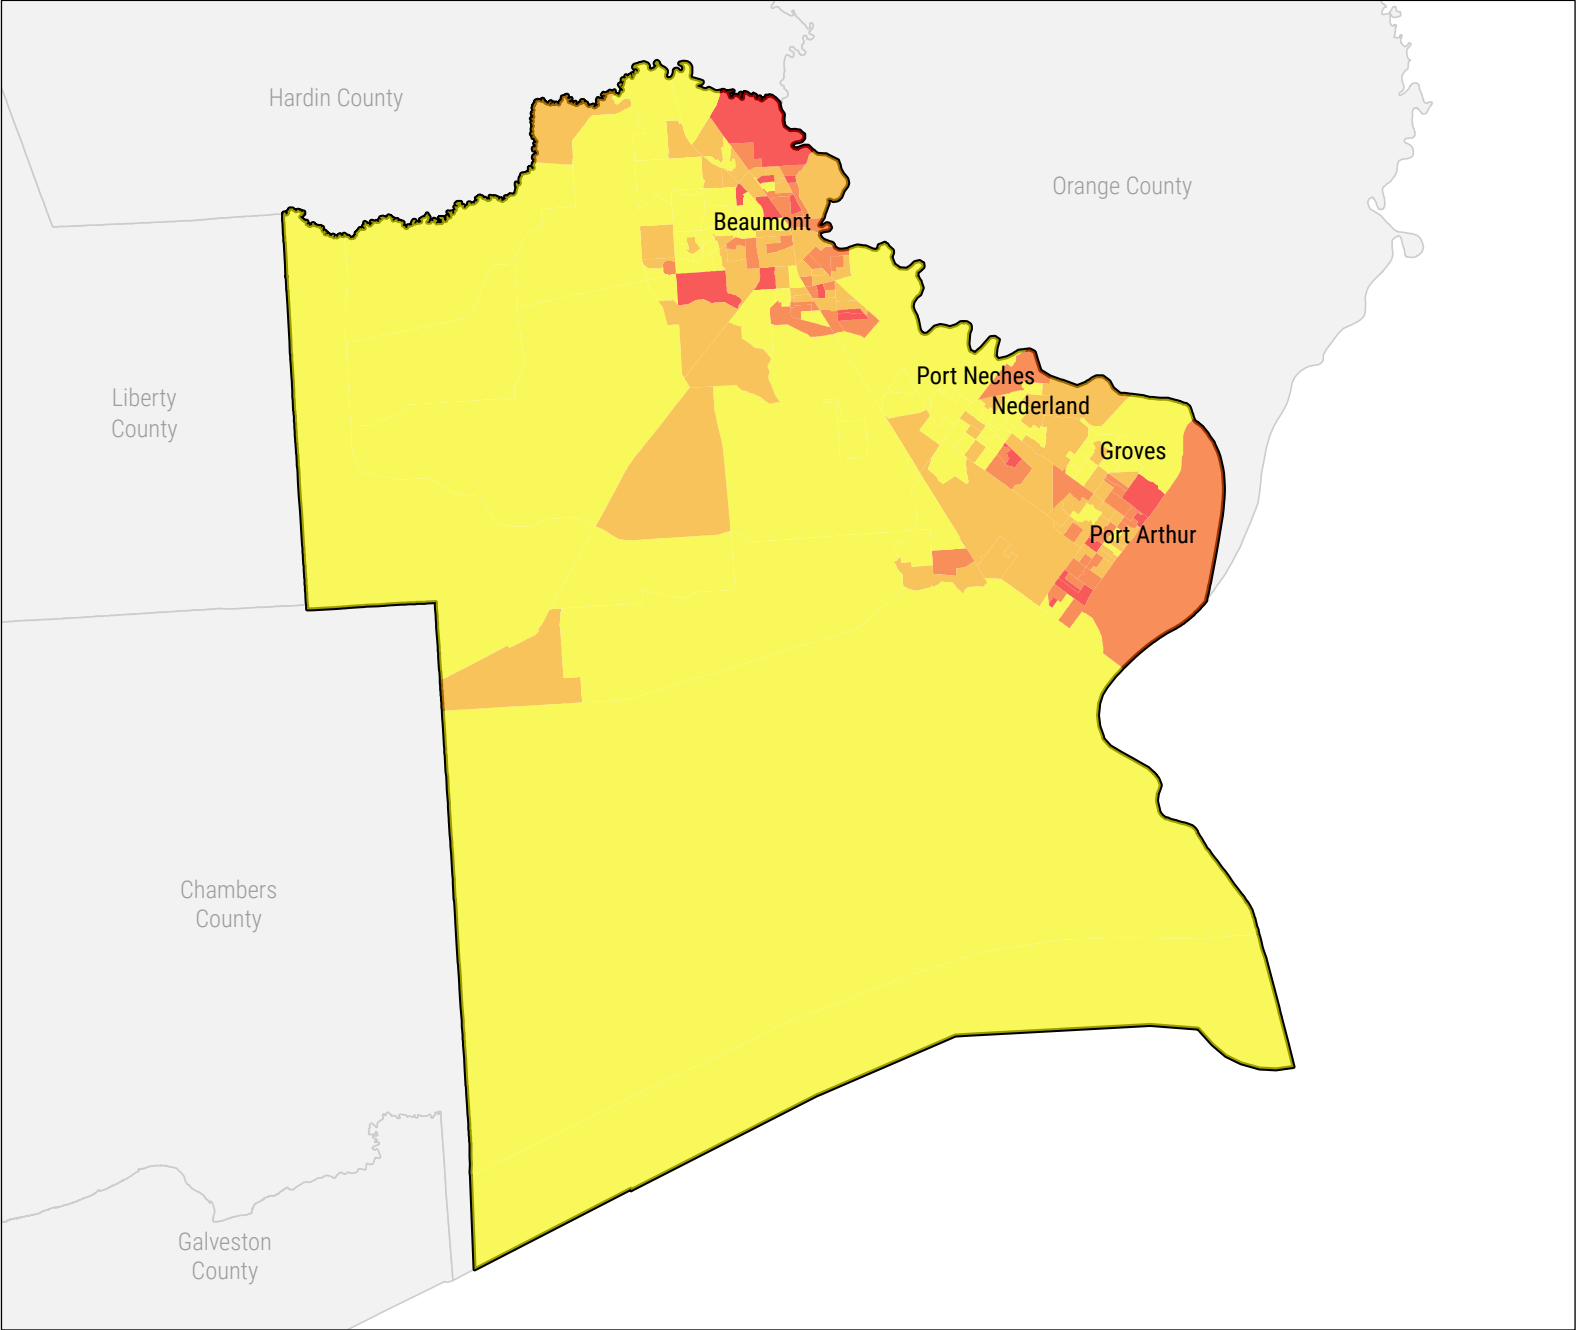 Hardin County
Orange County
Beaumont
Port Neches
Liberty
County
Nederland
Groves
Port Arthur
Chambers
County
Galveston
County